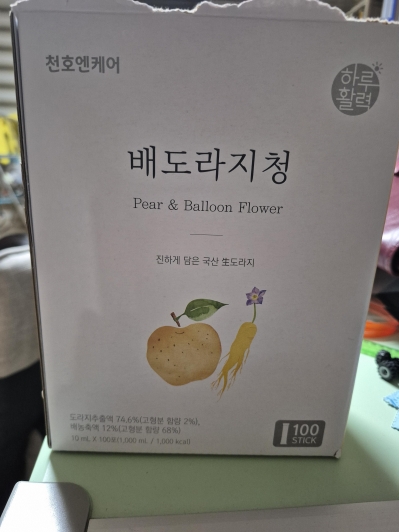 천호엔케어
하루
활력
배도라지청
Pear & Balloon Flower
진하게 담은 국산 生도라지
도라지추출액 74.6%(고형분 함량 2%),
배농축액 12%(고형분 함량 68%)
10 mL X 100포(1,000 mL / 1,000 kcal)
100
STICK